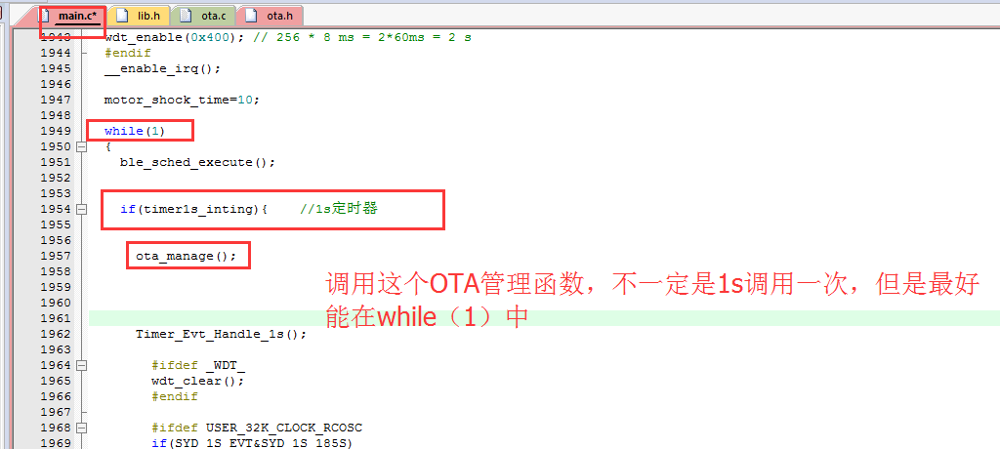 main.c* lib.h ota.c ota.h
1943 wdt_enable(0x400); // 256 * 8 ms = 2*60ms = 2 s
1944 #endif
1945 __enable_irq();
1946
1947 motor_shock_time=10;
1948
1949 while(1)
1950 {
1951 ble_sched_execute();
1952
1953
1954 if(timer1s_inting){ //1s定时器
1955
1956
1957 ota_manage();
1958
1959
1960
1961
调用这个OTA管理函数，不一定是1s调用一次，但是最好
能在while（1）中
1962 Timer_Evt_Handle_1s();
1963
1964 #ifdef _WDT_
1965 wdt_clear();
1966 #endif
1967
1968 #ifdef USER_32K_CLOCK_RCOSC
1969 if(SYD_1S_EVT&SYD_1S_185S)